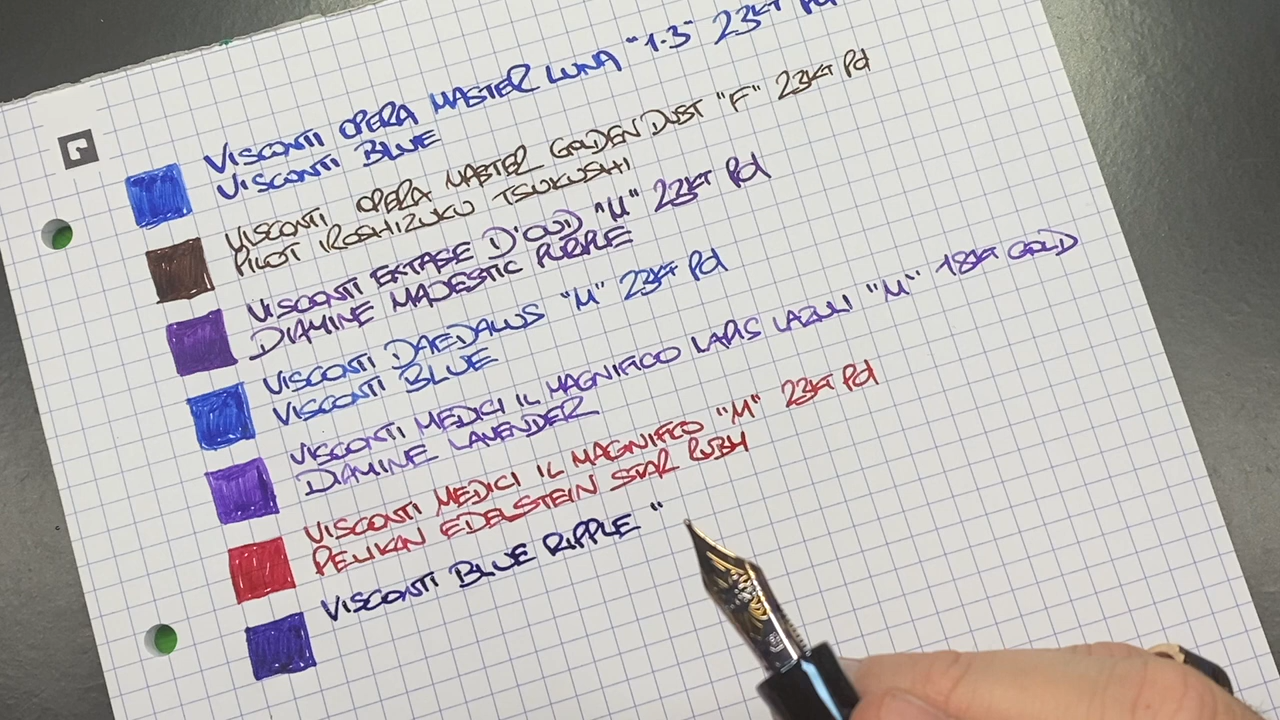 VISCONTI OPERA MASTER LUNA "1.3" 23KT Pd
VISCONTI BLUE
VISCONTI OPERA MASTER GOLDEN DUST "F" 23KT Pd
PILOT IROSHIZUKU TSUKUSHI
VISCONTI EXTASE D'OUD "M" 23KT Pd
DIAMINE MAJESTIC PURPLE
VISCONTI DAEDALUS "M" 23KT Pd
VISCONTI BLUE
VISCONTI MEDICI IL MAGNIFICO LAPIS LAZULI "M" 18KT GOLD
DIAMINE LAVENDER
VISCONTI MEDICI IL MAGNIFICO "M" 23KT Pd
PELIKAN EDELSTEIN STAR RUBY
VISCONTI BLUE RIPPLE "